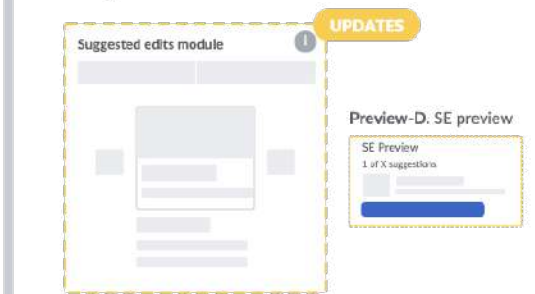 UPDATES
Suggested edits module
Preview-D. SE preview
SE Preview
1 of X suggestions